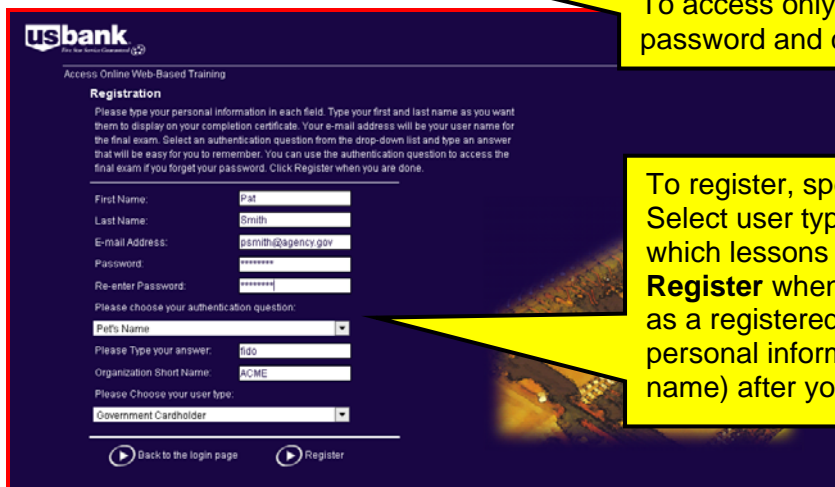 To access only
password and
usbank
Five Star Service Guaranteed
Access Online Web-Based Training
Registration
Please type your personal information in each field. Type your first and last name as you want
them to display on your completion certificate. Your e-mail address will be your user name for
the final exam. Select an authentication question from the drop-down list and type an answer
that will be easy for you to remember. You can use the authentication question to access the
final exam if you forget your password. Click Register when you are done.
First Name: Pat
Last Name: Smith
E-mail Address: psmith@agency.gov
Password: ********
Re-enter Password: ********
Please choose your authentication question:
Pet's Name
Please Type your answer: fido
Organization Short Name: ACME
Please Choose your user type:
Government Cardholder
Back to the login page Register
To register,
Select user
which lessons
Register
as a registered
personal
name) after